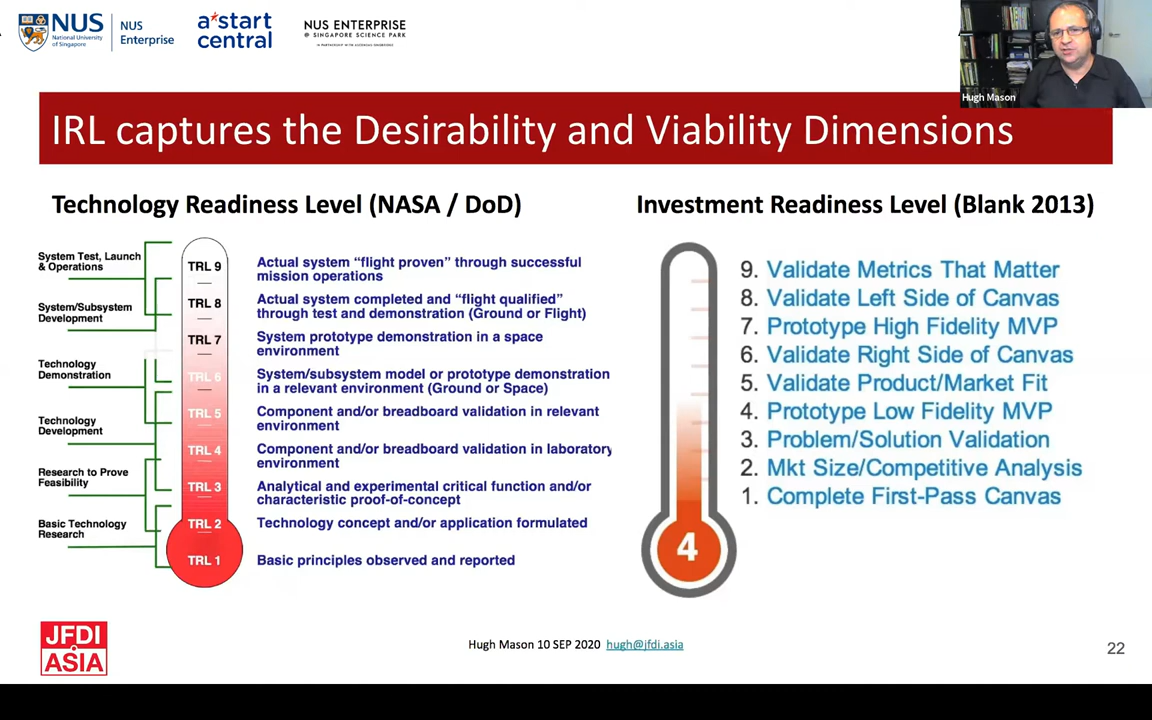 NUS
National University
of Singapore
NUS
Enterprise
a*start
central
NUS ENTERPRISE
@ SINGAPORE SCIENCE PARK
Hugh Mason
IRL captures the Desirability and Viability Dimensions
Technology Readiness Level (NASA / DoD)
System Test, Launch
& Operations
System/Subsystem
Development
Technology
Demonstration
Technology
Development
Research to Prove
Feasibility
Basic Technology
Research
TRL 9
TRL 8
TRL 7
TRL 6
TRL 5
TRL 4
TRL 3
TRL 2
TRL 1
Actual system “flight proven” through successful
mission operations
Actual system completed and “flight qualified”
through test and demonstration (Ground or Flight)
System prototype demonstration in a space
environment
System/subsystem model or prototype demonstration
in a relevant environment (Ground or Space)
Component and/or breadboard validation in relevant
environment
Component and/or breadboard validation in laboratory
environment
Analytical and experimental critical function and/or
characteristic proof-of-concept
Technology concept and/or application formulated
Basic principles observed and reported
Investment Readiness Level (Blank 2013)
4
9. Validate Metrics That Matter
8. Validate Left Side of Canvas
7. Prototype High Fidelity MVP
6. Validate Right Side of Canvas
5. Validate Product/Market Fit
4. Prototype Low Fidelity MVP
3. Problem/Solution Validation
2. Mkt Size/Competitive Analysis
1. Complete First-Pass Canvas
JFDI
ASIA
Hugh Mason 10 SEP 2020 hugh@jfdi.asia
22